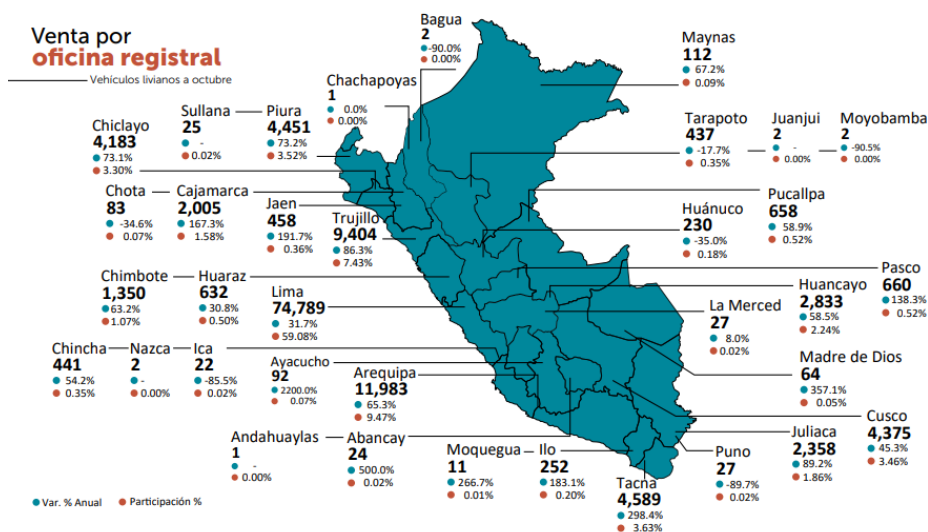 Venta por
oficina registral
Vehículos livianos a octubre
Bagua
2
-90.0%
0.00%
Maynas
112
67.2%
0.09%
Chachapoyas
1
0.0%
0.00%
Sullana
25
-
0.02%
Piura
4,451
73.2%
3.52%
Chiclayo
4,183
73.1%
3.30%
Tarapoto
437
-17.7%
0.35%
Juanjui
2
-
0.00%
Moyobamba
2
-90.5%
0.00%
Chota
83
-34.6%
0.07%
Cajamarca
2,005
167.3%
1.58%
Jaen
458
191.7%
0.36%
Trujillo
9,404
86.3%
7.43%
Huánuco
230
-35.0%
0.18%
Pucallpa
658
58.9%
0.52%
Chimbote
1,350
63.2%
1.07%
Huaraz
632
30.8%
0.50%
Lima
74,789
31.7%
59.08%
La Merced
27
8.0%
0.02%
Huancayo
2,833
58.5%
2.24%
Pasco
660
138.3%
0.52%
Chincha
441
54.2%
0.35%
Nazca
2
-
0.00%
Ica
22
-85.5%
0.02%
Ayacucho
92
2200.0%
0.07%
Arequipa
11,983
65.3%
9.47%
Madre de Dios
64
357.1%
0.05%
Cusco
4,375
45.3%
3.46%
Andahuaylas
1
-
0.00%
Abancay
24
500.0%
0.02%
Moquegua
11
266.7%
0.01%
Ilo
252
183.1%
0.20%
Tacna
4,589
298.4%
3.63%
Puno
27
-89.7%
0.02%
Juliaca
2,358
89.2%
1.86%
Var. % Anual
Participación %